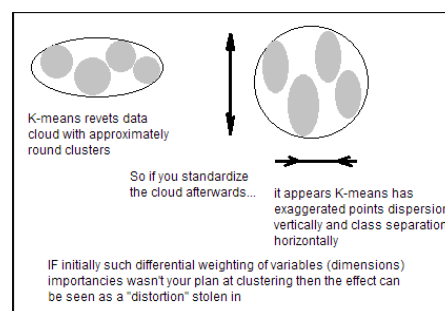 K-means revets data
cloud with approximately
round clusters
So if you standardize
the cloud afterwards...
it appears K-means has
exaggerated points dispersion
vertically and class separation
horizontally
IF initially such differential weighting of variables (dimensions)
importancies wasn't your plan at clustering then the effect can
be seen as a "distortion" stolen in